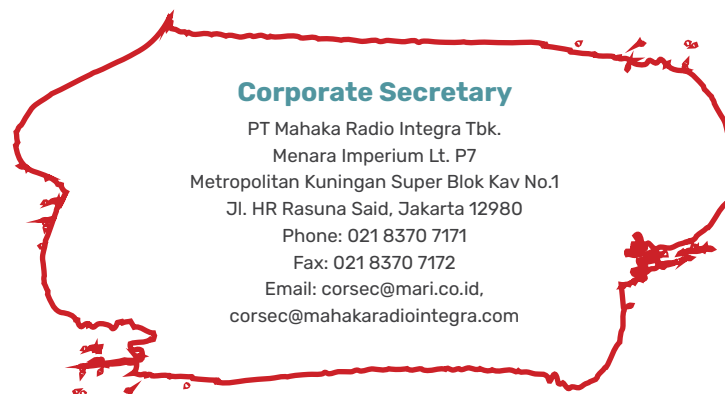 Corporate Secretary
PT Mahaka Radio Integra Tbk.
Menara Imperium Lt. P7
Metropolitan Kuningan Super Blok Kav No.1
Jl. HR Rasuna Said, Jakarta 12980
Phone: 021 8370 7171
Fax: 021 8370 7172
Email: corsec@mari.co.id,
corsec@mahakaradiointegra.com